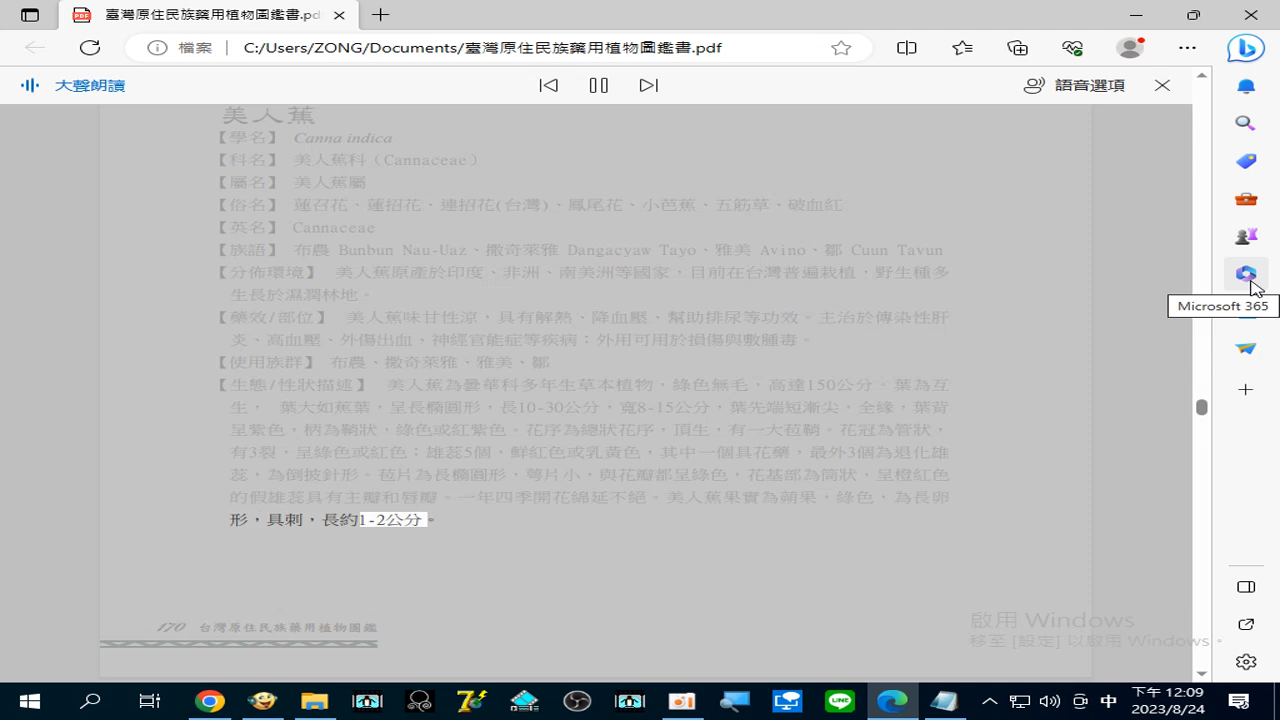 臺灣原住民族藥用植物圖鑑書.pdf
檔案
C:/Users/ZONG/Documents/臺灣原住民族藥用植物圖鑑書.pdf
大聲朗讀
語音選項
美人蕉
【學名】 Canna indica
【科名】 美人蕉科（Cannaceae）
【屬名】 美人蕉屬
【俗名】 蓮召花、蓮招花、連招花(台灣)、鳳尾花、小芭蕉、五筋草、破血紅
【英名】 Cannaceae
【族語】 布農 Bunbun Nau-Uaz、撒奇萊雅 Dangacyaw Tayo、雅美 Avino、鄒 Cuun Tavun
【分佈環境】 美人蕉原產於印度、非洲、南美洲等國家，目前在台灣普遍栽植，野生種多
生長於濕潤林地。
【藥效/部位】 美人蕉味甘性涼，具有解熱、降血壓、幫助排尿等功效。主治於傳染性肝
炎、高血壓、外傷出血、神經官能症等疾病；外用可用於損傷與敷腫毒。
【使用族群】 布農、撒奇萊雅、雅美、鄒
【生態/性狀描述】 美人蕉為曇華科多年生草本植物，綠色無毛，高達150公分。葉為互
生， 葉大如蕉葉，呈長橢圓形，長10-30公分，寬8-15公分，葉先端短漸尖，全緣，葉背
呈紫色，柄為鞘狀，綠色或紅紫色。花序為總狀花序，頂生，有一大苞鞘。花冠為管狀，
有3裂，呈綠色或紅色；雄蕊5個，鮮紅色或乳黃色，其中一個具花藥，最外3個為退化雄
蕊，為倒披針形。苞片為長橢圓形，萼片小，與花瓣都呈綠色，花基部為筒狀，呈橙紅色
的假雄蕊具有主瓣和唇瓣。一年四季開花綿延不絕。美人蕉果實為蒴果，綠色，為長卵
形，具刺，長約1-2公分。
170 台灣原住民族藥用植物圖鑑
Microsoft 365
啟用 Windows
移至 [設定] 以啟用 Windows。
中
下午 12:09
2023/8/24